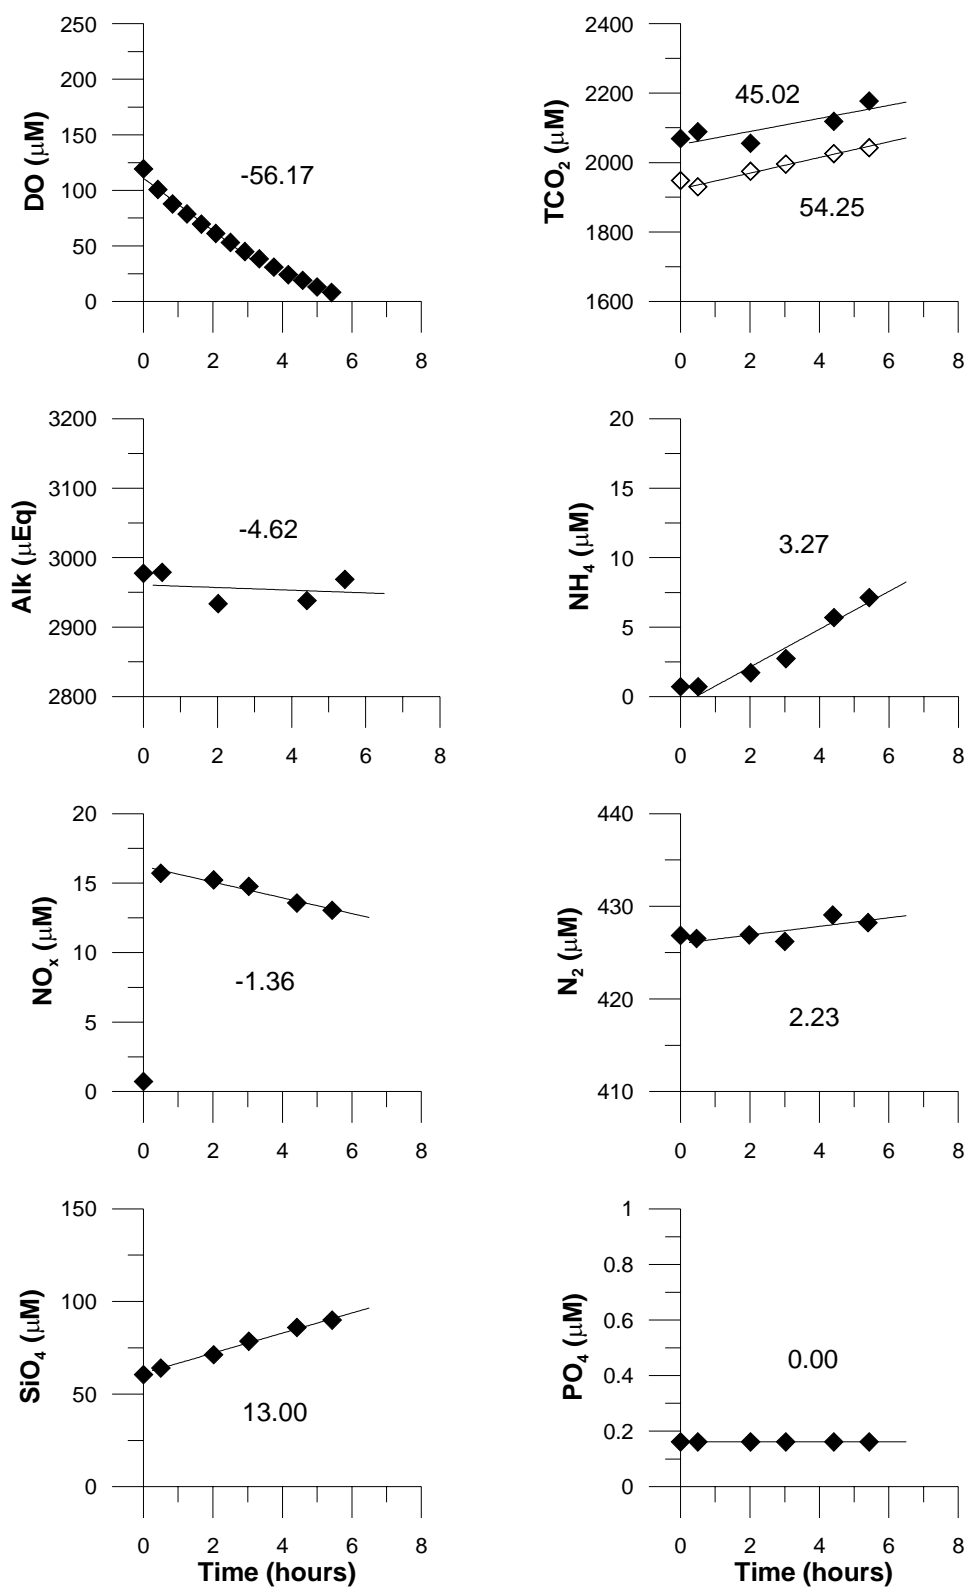 250
200
150
100
50
0
DO (μM)
-56.17
0 2 4 6 8
2400
2200
2000
1800
1600
TCO2 (μM)
45.02
54.25
0 2 4 6 8
3200
3100
3000
2900
2800
Alk (μEq)
-4.62
0 2 4 6 8
20
15
10
5
0
NH4 (μM)
3.27
0 2 4 6 8
20
15
10
5
0
NOx (μM)
-1.36
0 2 4 6 8
440
430
420
410
N2 (μM)
2.23
0 2 4 6 8
150
100
50
0
SiO4 (μM)
13.00
0 2 4 6 8
Time (hours)
1
0.8
0.6
0.4
0.2
0
PO4 (μM)
0.00
0 2 4 6 8
Time (hours)